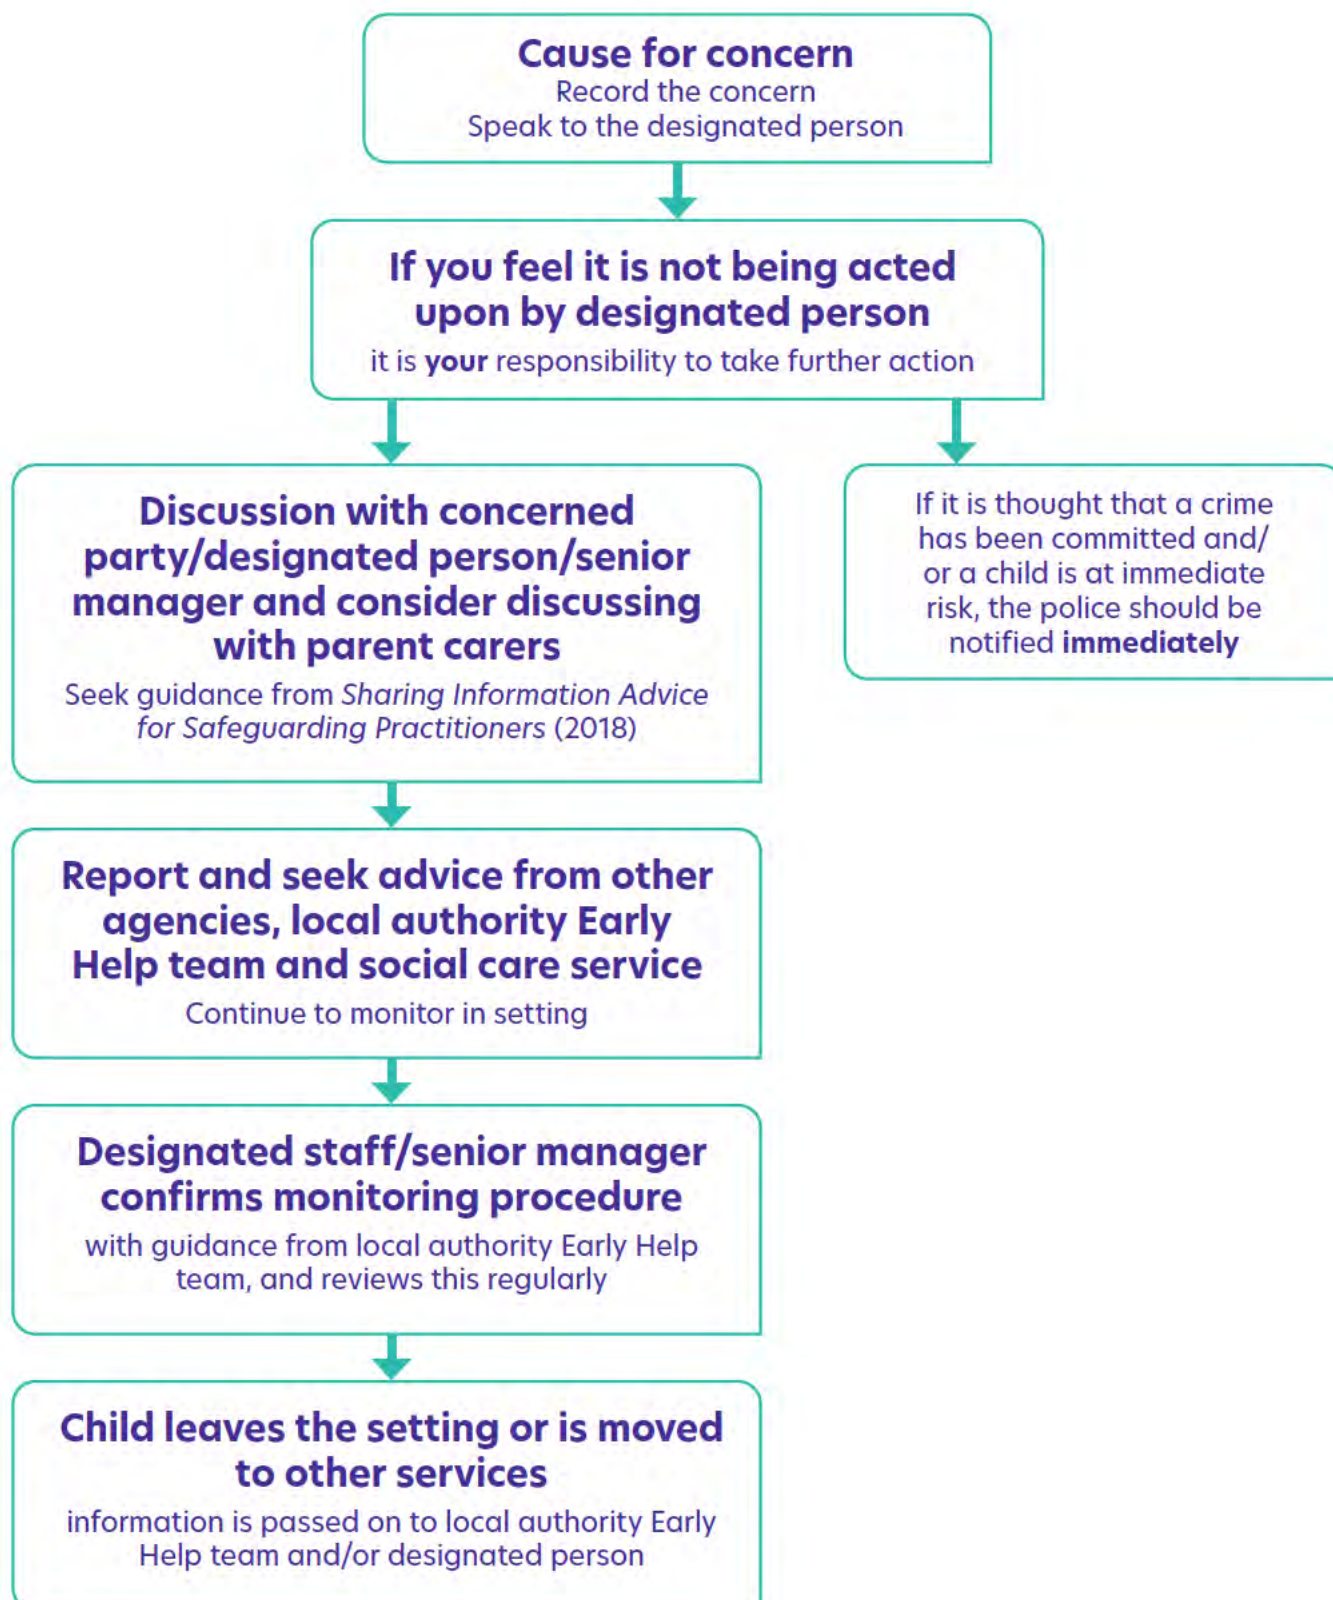 Cause for concern
Record the concern
Speak to the designated person
If you feel it is not being acted
upon by designated person
it is your responsibility to take further action
Discussion with concerned
party/designated person/senior
manager and consider discussing
with parent carers
Seek guidance from Sharing Information Advice
for Safeguarding Practitioners (2018)
If it is thought that a crime
has been committed and/
or a child is at immediate
risk, the police should be
notified immediately
Report and seek advice from other
agencies, local authority Early
Help team and social care service
Continue to monitor in setting
Designated staff/senior manager
confirms monitoring procedure
with guidance from local authority Early Help
team, and reviews this regularly
Child leaves the setting or is moved
to other services
information is passed on to local authority Early
Help team and/or designated person